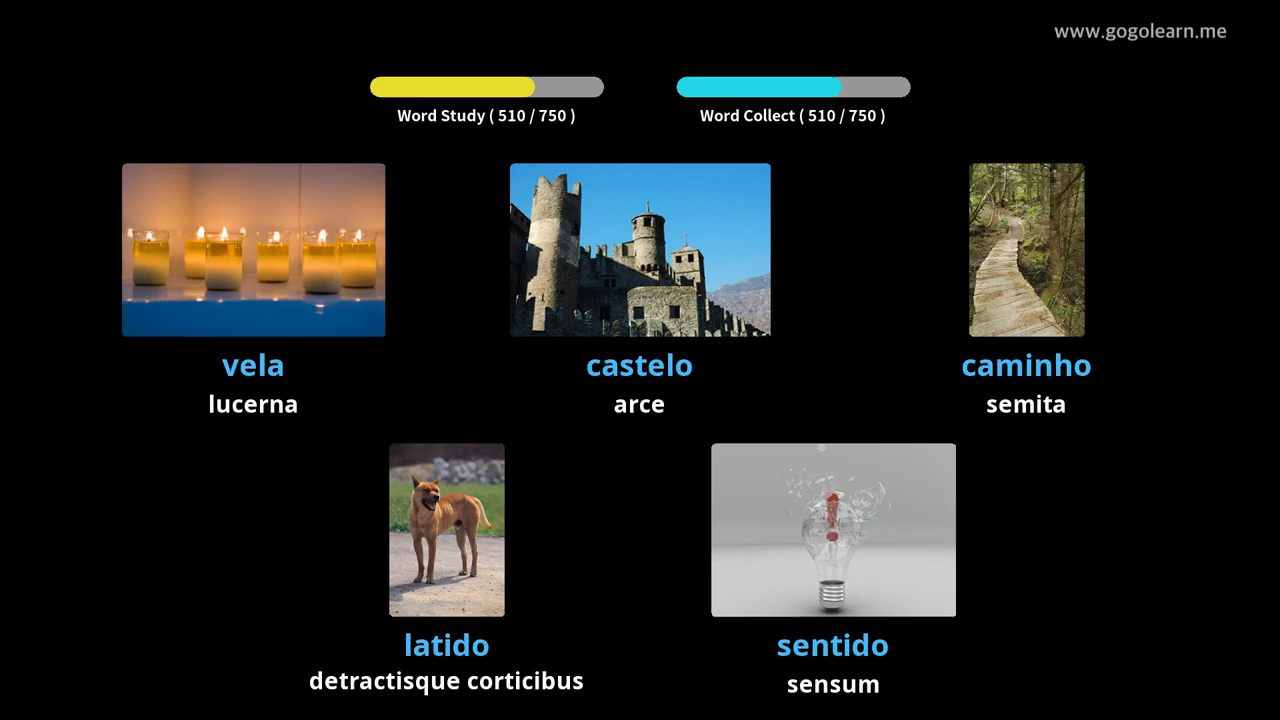 www.gogolearn.me
Word Study ( 510 / 750 )
Word Collect ( 510 / 750 )
vela
castelo
caminho
lucerna
arce
semita
latido
sentido
detractisque corticibus
sensum